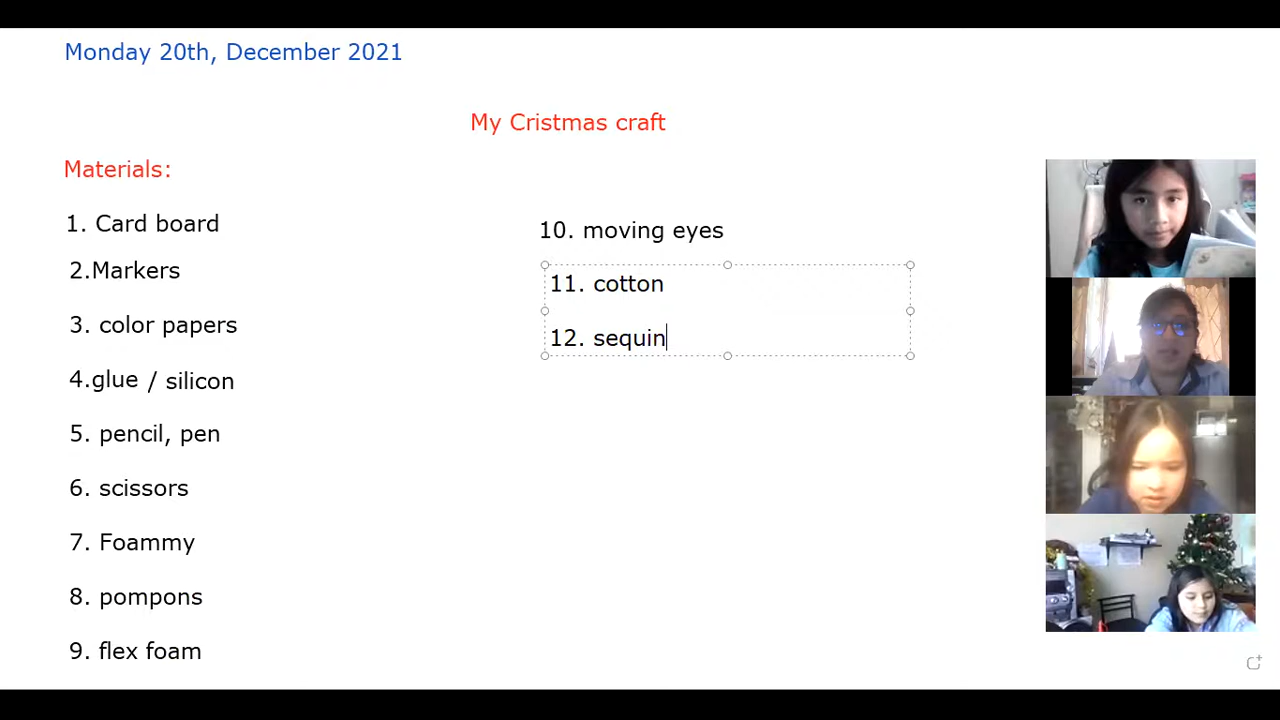 Monday 20th, December 2021
My Cristmas craft
Materials:
1. Card board
2.Markers
3. color papers
4.glue / silicon
5. pencil, pen
6. scissors
7. Foammy
8. pompons
9. flex foam
10. moving eyes
11. cotton
12. sequin